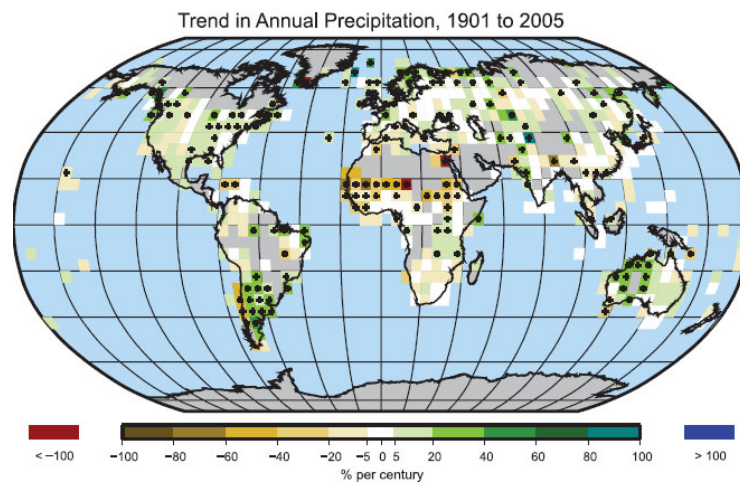 Trend in Annual Precipitation, 1901 to 2005
< –100
–100 –80 –60 –40 –20 –5 0 5 20 40 60 80 100
> 100
% per century